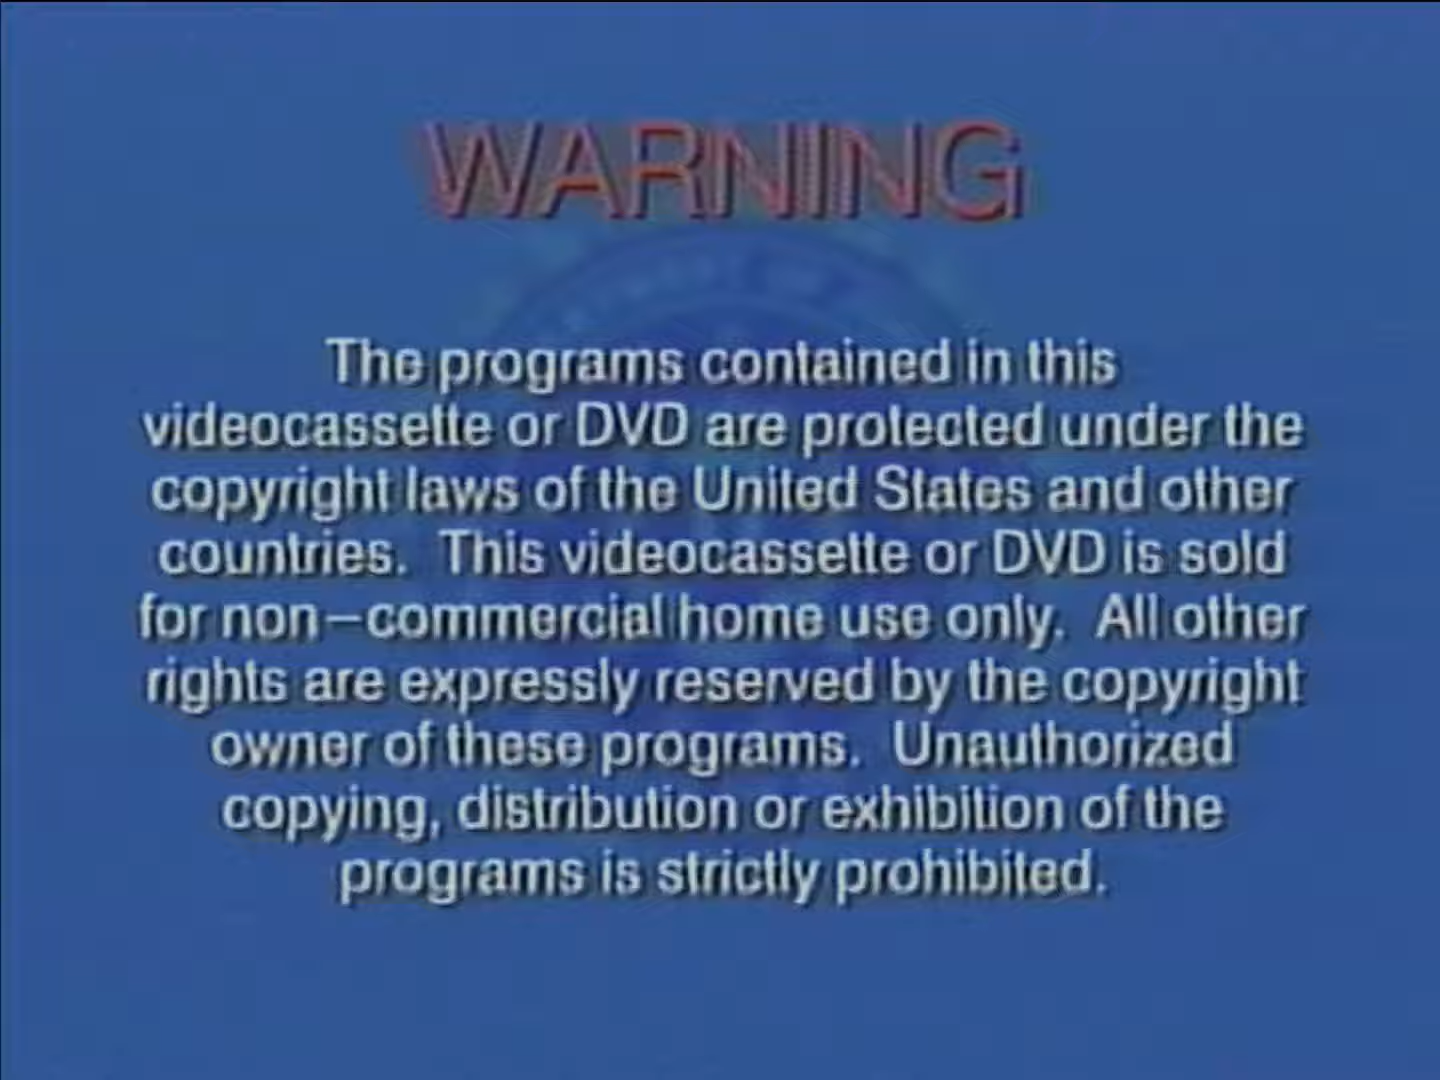 WARNING
The programs contained in this
videocassette or DVD are protected under the
copyright laws of the United States and other
countries.  This videocassette or DVD is sold
for non–commercial home use only.  All other
rights are expressly reserved by the copyright
owner of these programs.  Unauthorized
copying, distribution or exhibition of the
programs is strictly prohibited.